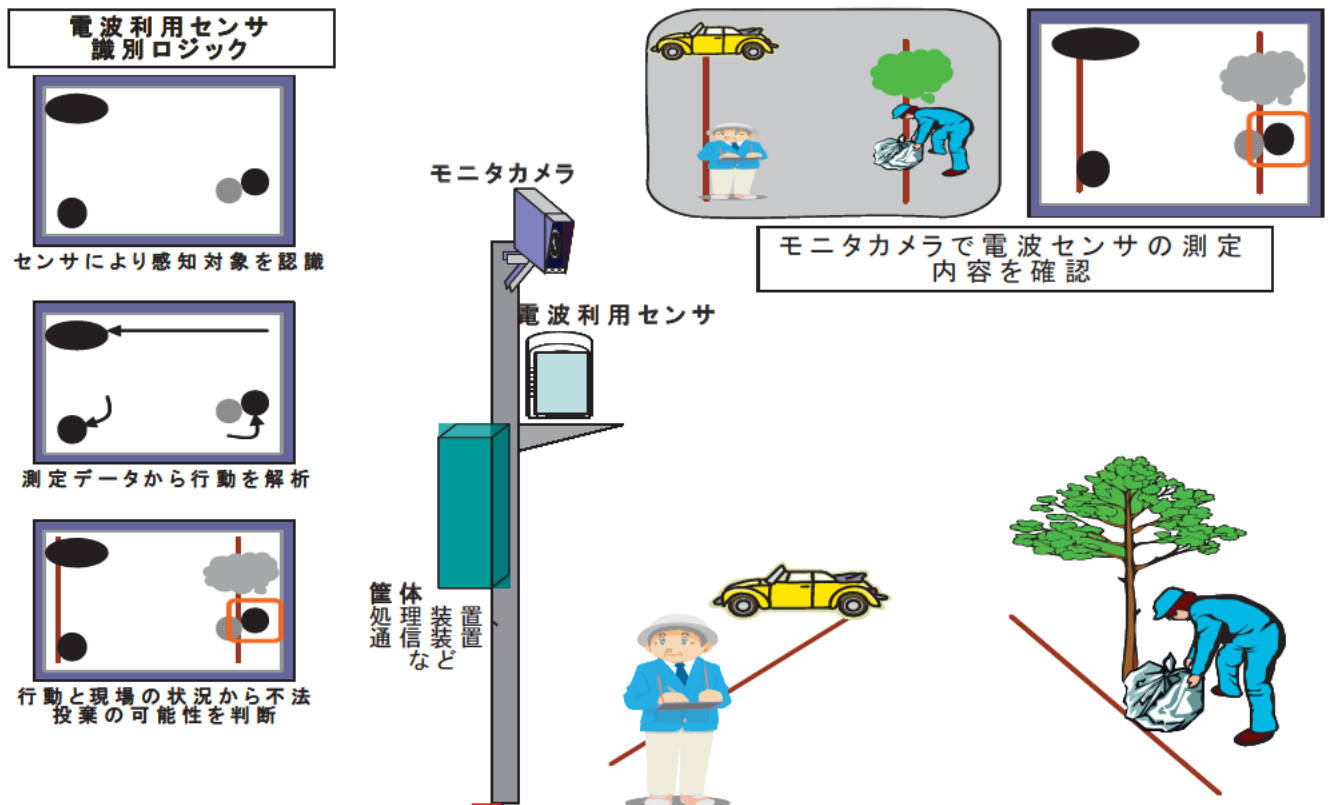 電波利用センサ
識別ロジック
センサにより感知対象を認識
測定データから行動を解析
行動と現場の状況から不法
投棄の可能性を判断
モニタカメラ
電波利用センサ
筐体
処理装置
通信装置
など
モニタカメラで電波センサの測定
内容を確認